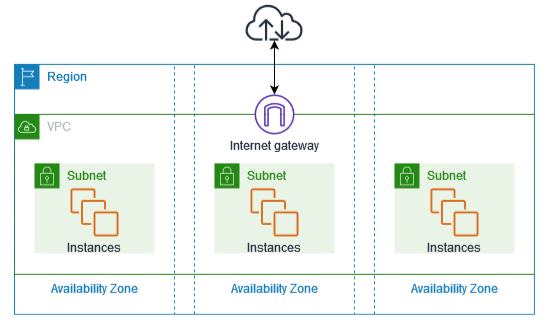 Region
VPC
Internet gateway
Subnet
Subnet
Subnet
Instances
Instances
Instances
Availability Zone
Availability Zone
Availability Zone